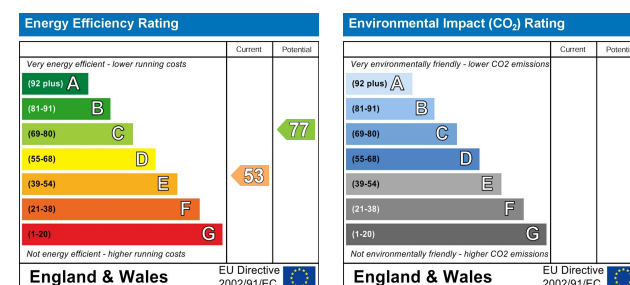 Energy Efficiency Rating
Current Potential
Very energy efficient - lower running costs
(92 plus) A
(81-91) B
(69-80) C
77
(55-68) D
(39-54) E
53
(21-38) F
(1-20) G
Not energy efficient - higher running costs
England & Wales
EU Directive
2002/91/EC
Environmental Impact (CO2) Rating
Current Potential
Very environmentally friendly - lower CO2 emissions
(92 plus) A
(81-91) B
(69-80) C
(55-68) D
(39-54) E
(21-38) F
(1-20) G
Not environmentally friendly - higher CO2 emissions
England & Wales
EU Directive
2002/91/EC